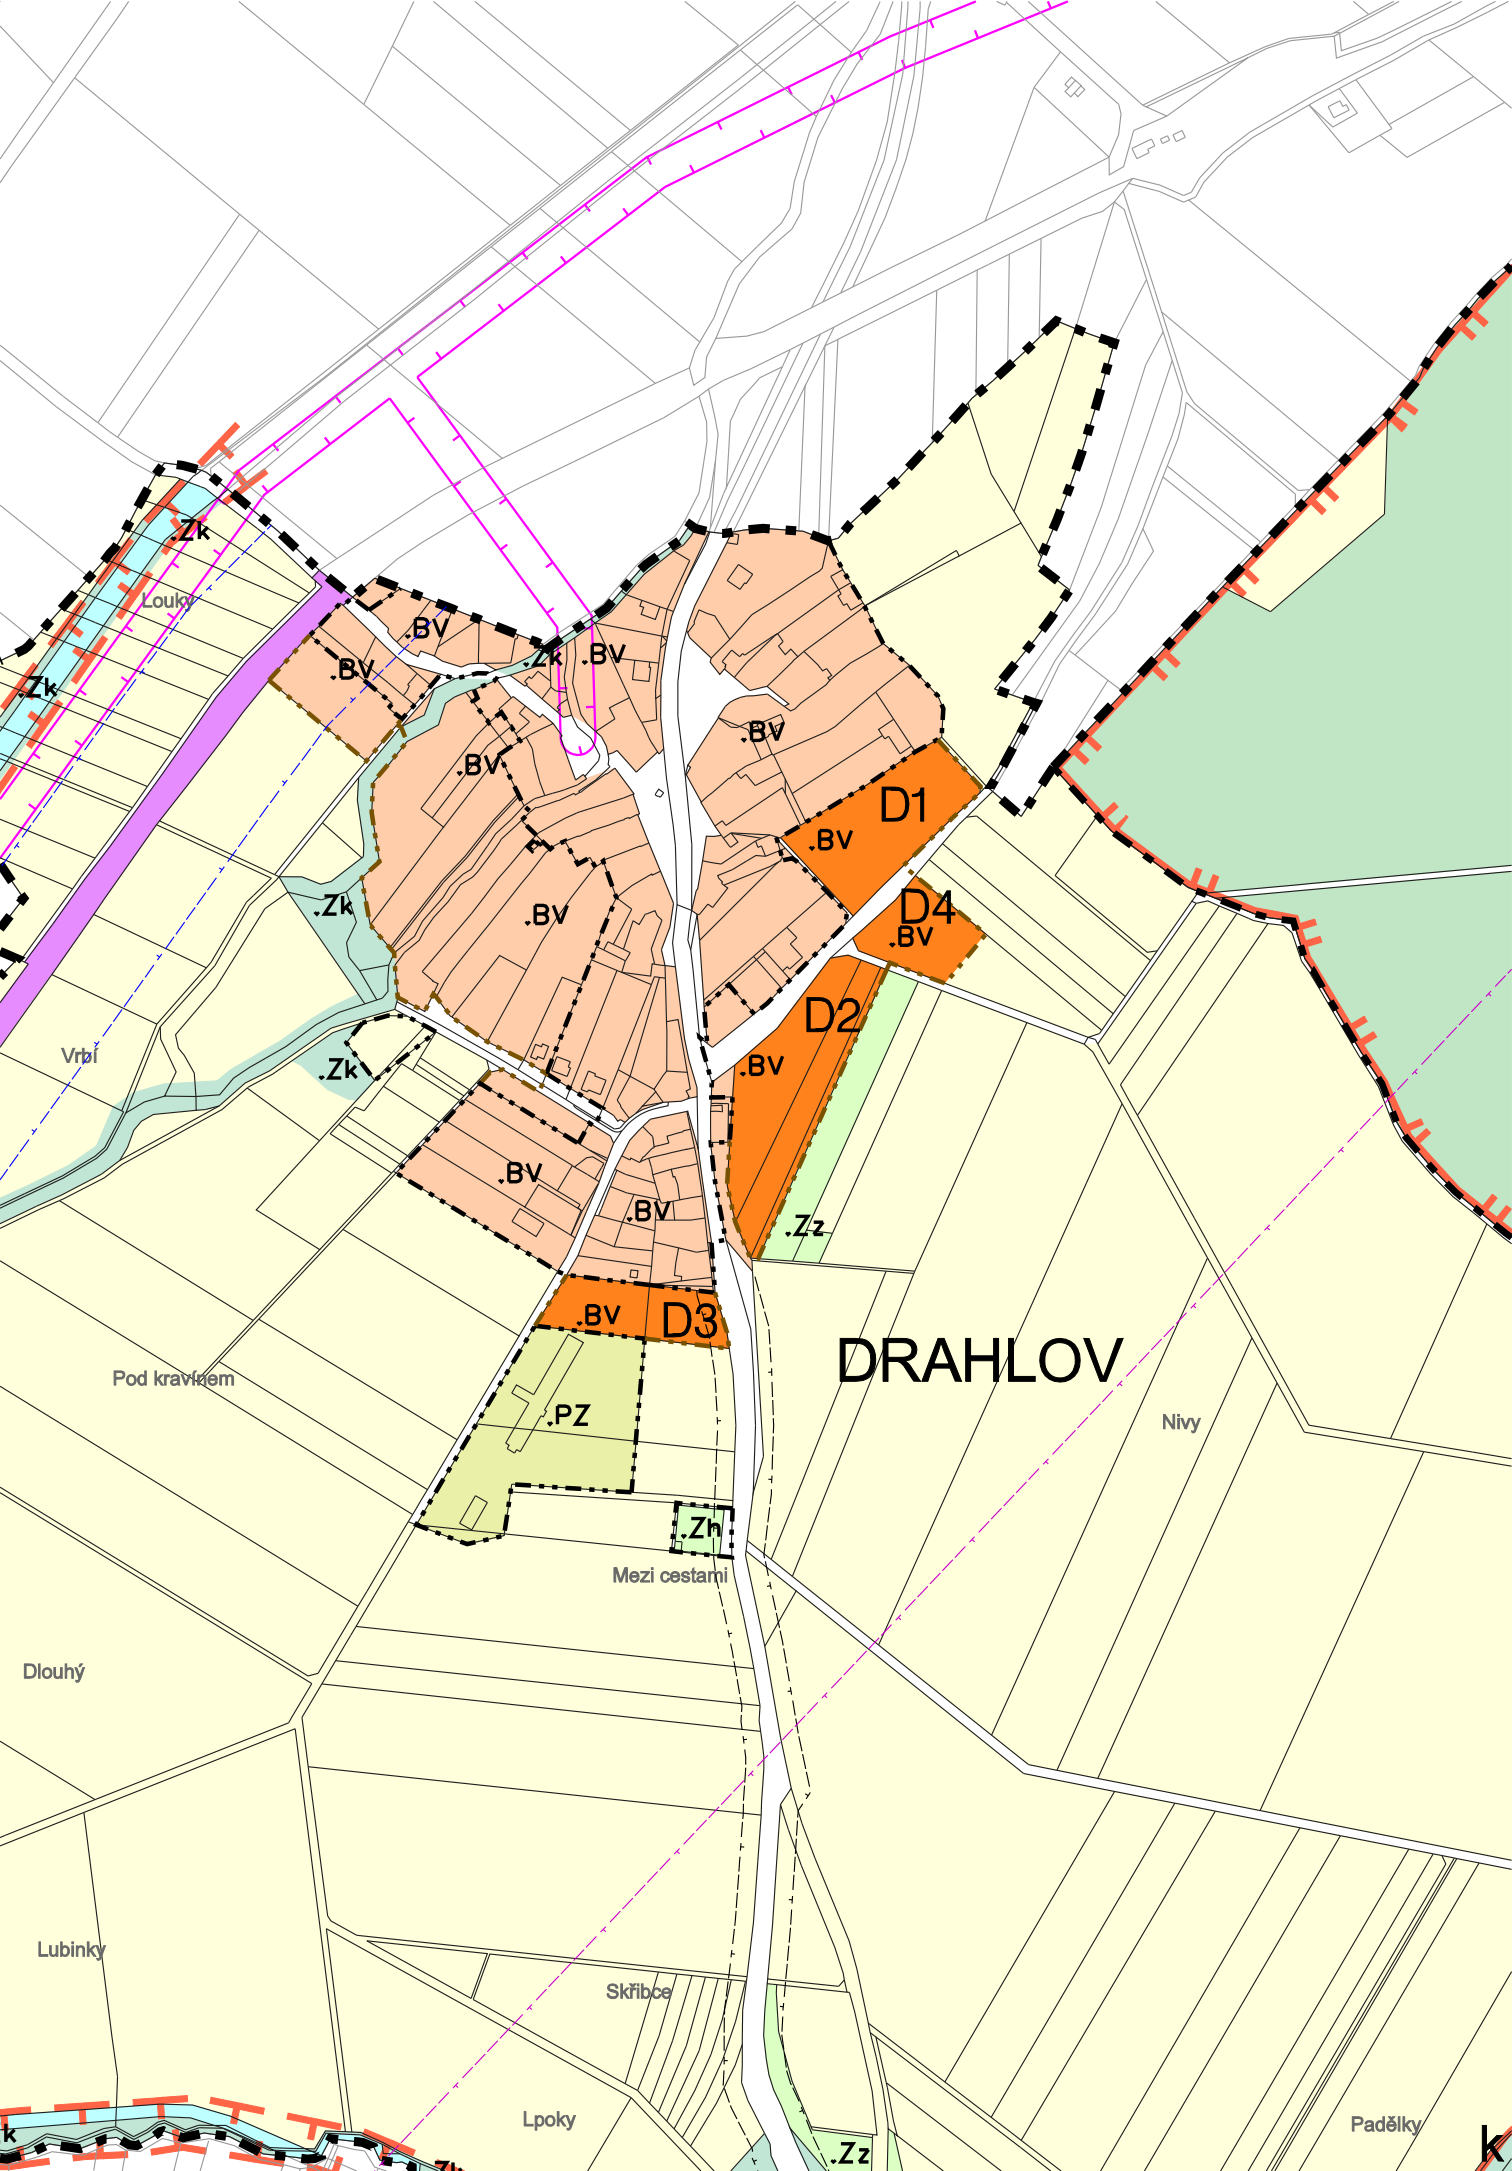 .Zk
Louky
.BV
.BV
.BV
.Zk
.Zk
.BV
.BV
D1
.BV
.Zk
.BV
D4
.BV
D2
Vrbí
.Zk
.BV
.BV
.BV
.Zz
.BV
D3
DRAHLOV
Pod kravínem
.PZ
Nivy
.Zh
Mezi cestami
Dlouhý
Lubinky
Skřibce
Lpoky
Padělky
k
k
.Zz
Zk